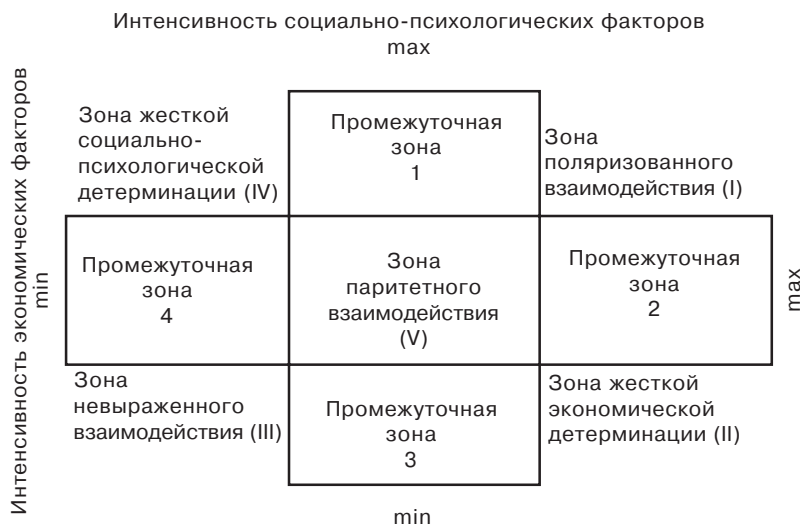 Интенсивность социально-психологических факторов
max
Интенсивность экономических факторов
min
Зона жесткой
социально-
психологической
детерминации (IV)
Промежуточная
зона
1
Зона
поляризованного
взаимодействия (I)
Промежуточная
зона
4
Зона
паритетного
взаимодействия
(V)
Промежуточная
зона
2
max
Зона
невыраженного
взаимодействия (III)
Промежуточная
зона
3
Зона жесткой
экономической
детерминации (II)
min